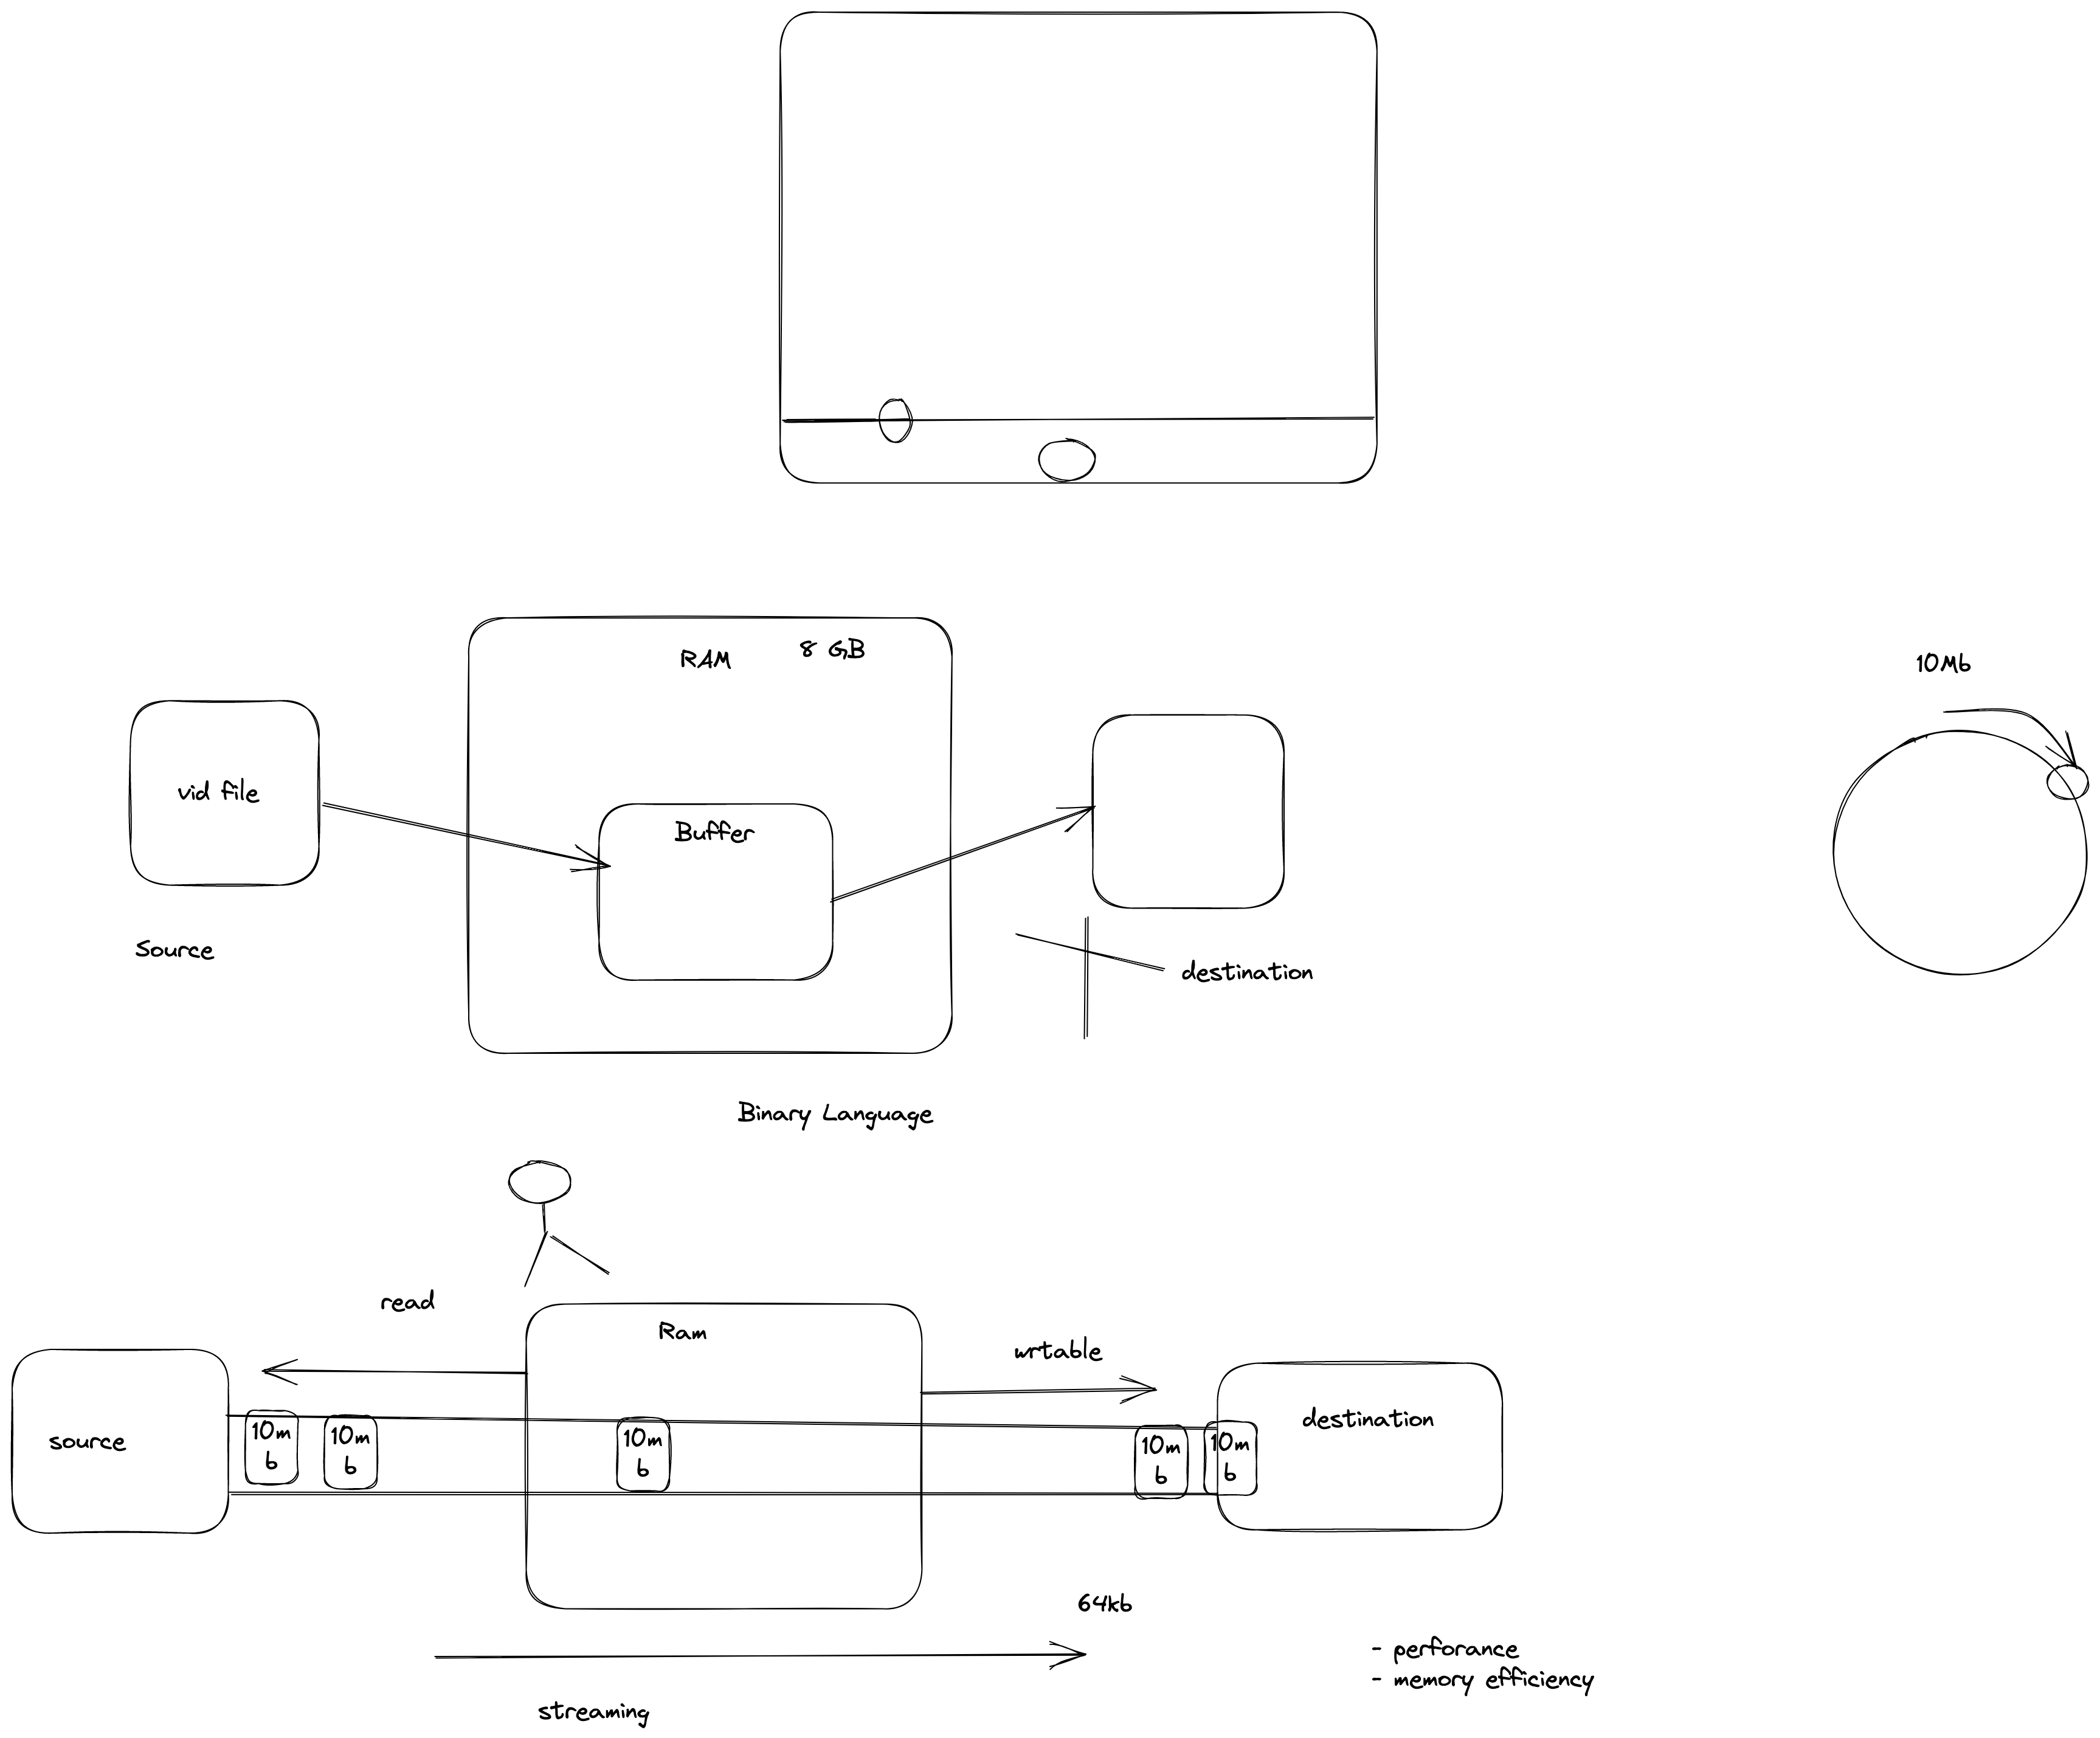 RAM
8 GB
10Mb
vid file
Buffer
Source
destination
Binary Language
read
Ram
wrtable
source
10m
b
10m
b
10m
b
10m
b
10m
b
destination
64kb
- perforance
- memory efficiency
streaming